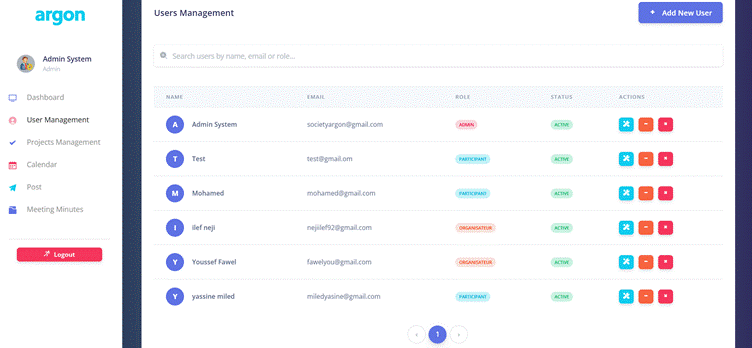 argon
Admin System
Admin
Dashboard
User Management
Projects Management
Calendar
Post
Meeting Minutes
Logout
Users Management
+ Add New User
Search users by name, email or role...
NAME EMAIL ROLE STATUS ACTIONS
A Admin System societyargon@gmail.com ADMIN ACTIVE
T Test test@gmail.om PARTICIPANT ACTIVE
M Mohamed mohamed@gmail.com PARTICIPANT ACTIVE
I ilef neji nejiilef92@gmail.com ORGANISATEUR ACTIVE
Y Youssef Fawel fawelyou@gmail.com ORGANISATEUR ACTIVE
Y yassine miled miledyasine@gmail.com PARTICIPANT ACTIVE
‹ 1 ›